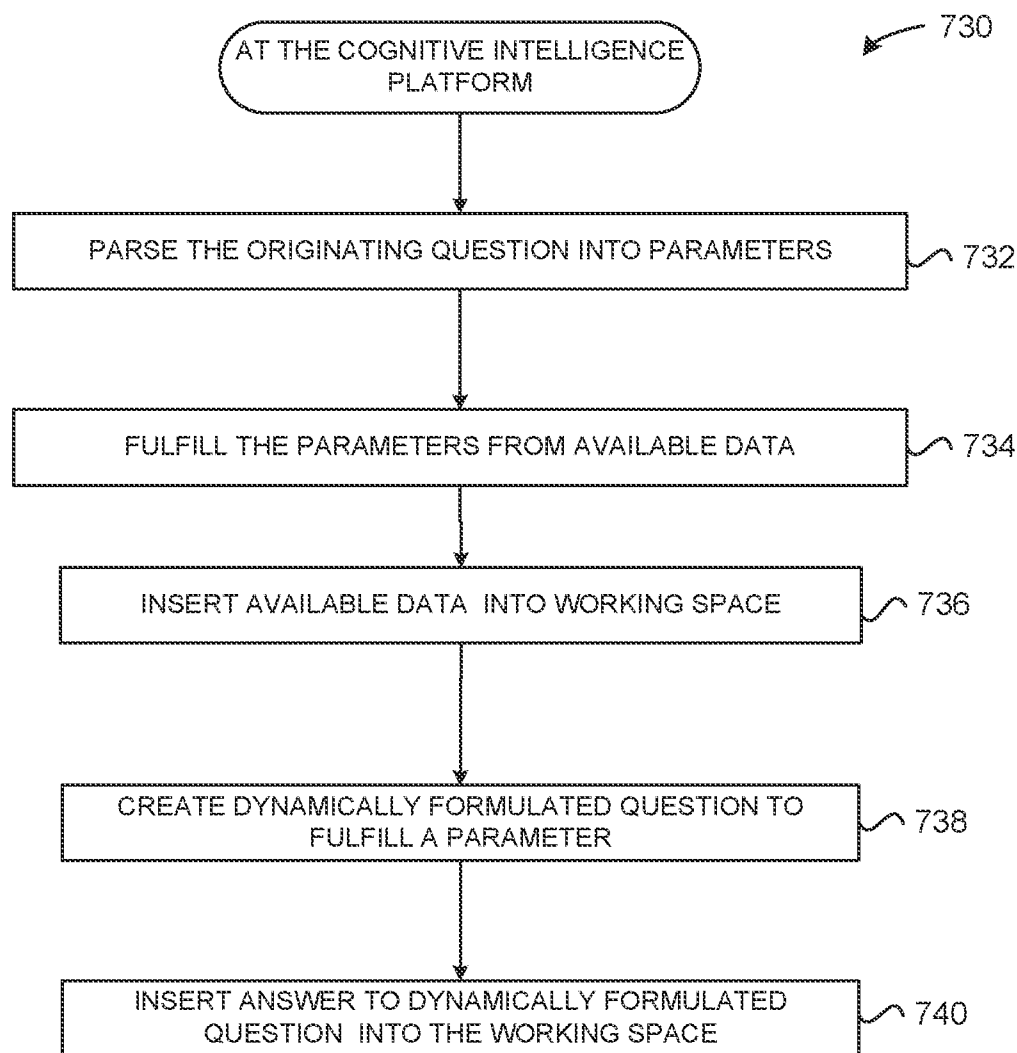 730
AT THE COGNITIVE INTELLIGENCE
PLATFORM
PARSE THE ORIGINATING QUESTION INTO PARAMETERS
732
FULFILL THE PARAMETERS FROM AVAILABLE DATA
734
INSERT AVAILABLE DATA INTO WORKING SPACE
736
CREATE DYNAMICALLY FORMULATED QUESTION TO
FULFILL A PARAMETER
738
INSERT ANSWER TO DYNAMICALLY FORMULATED
QUESTION INTO THE WORKING SPACE
740